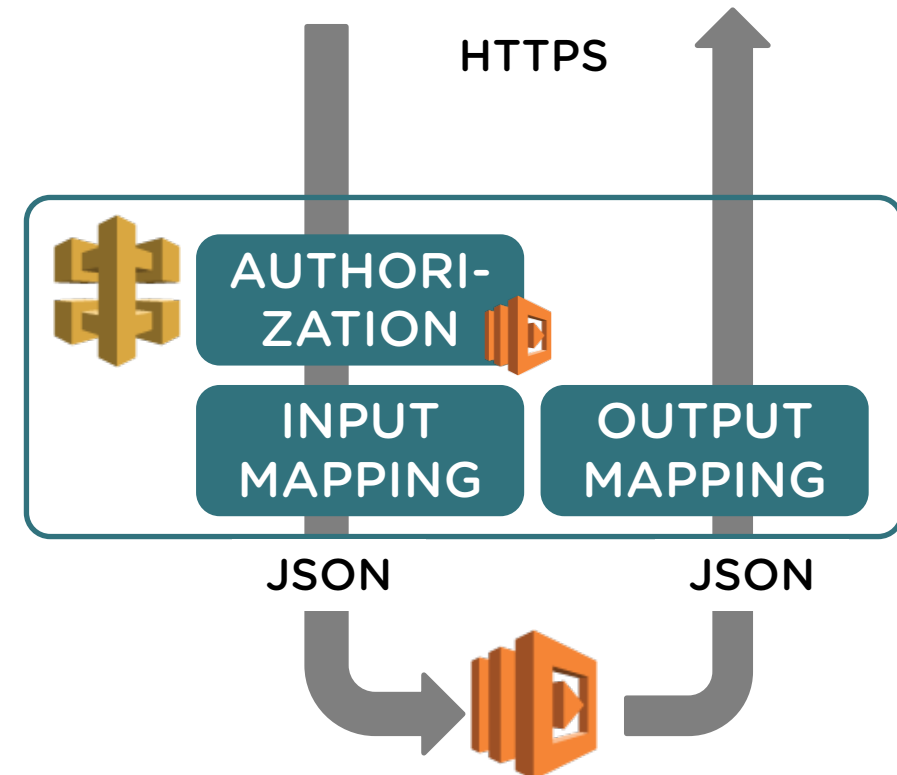 HTTPS
AUTHORI-
ZATION
INPUT
MAPPING
OUTPUT
MAPPING
JSON
JSON